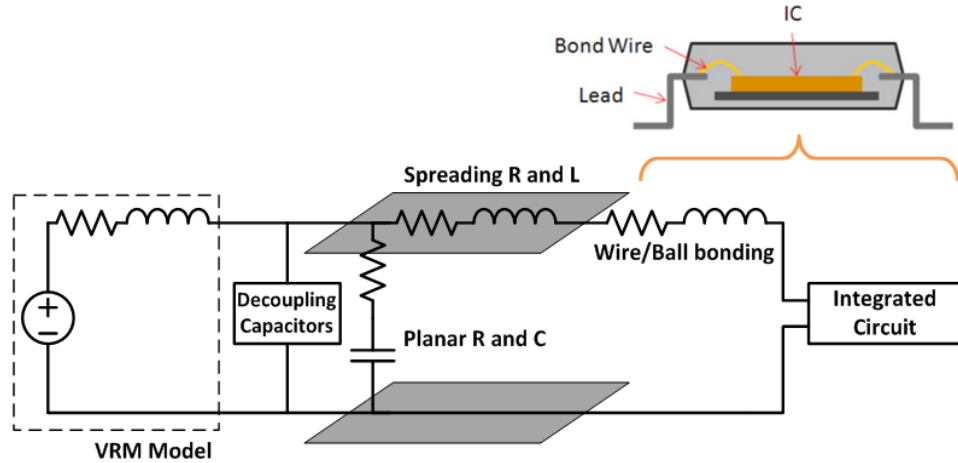 IC
Bond Wire
Lead
Spreading R and L
Wire/Ball bonding
+
−
Decoupling
Capacitors
Planar R and C
Integrated
Circuit
VRM Model